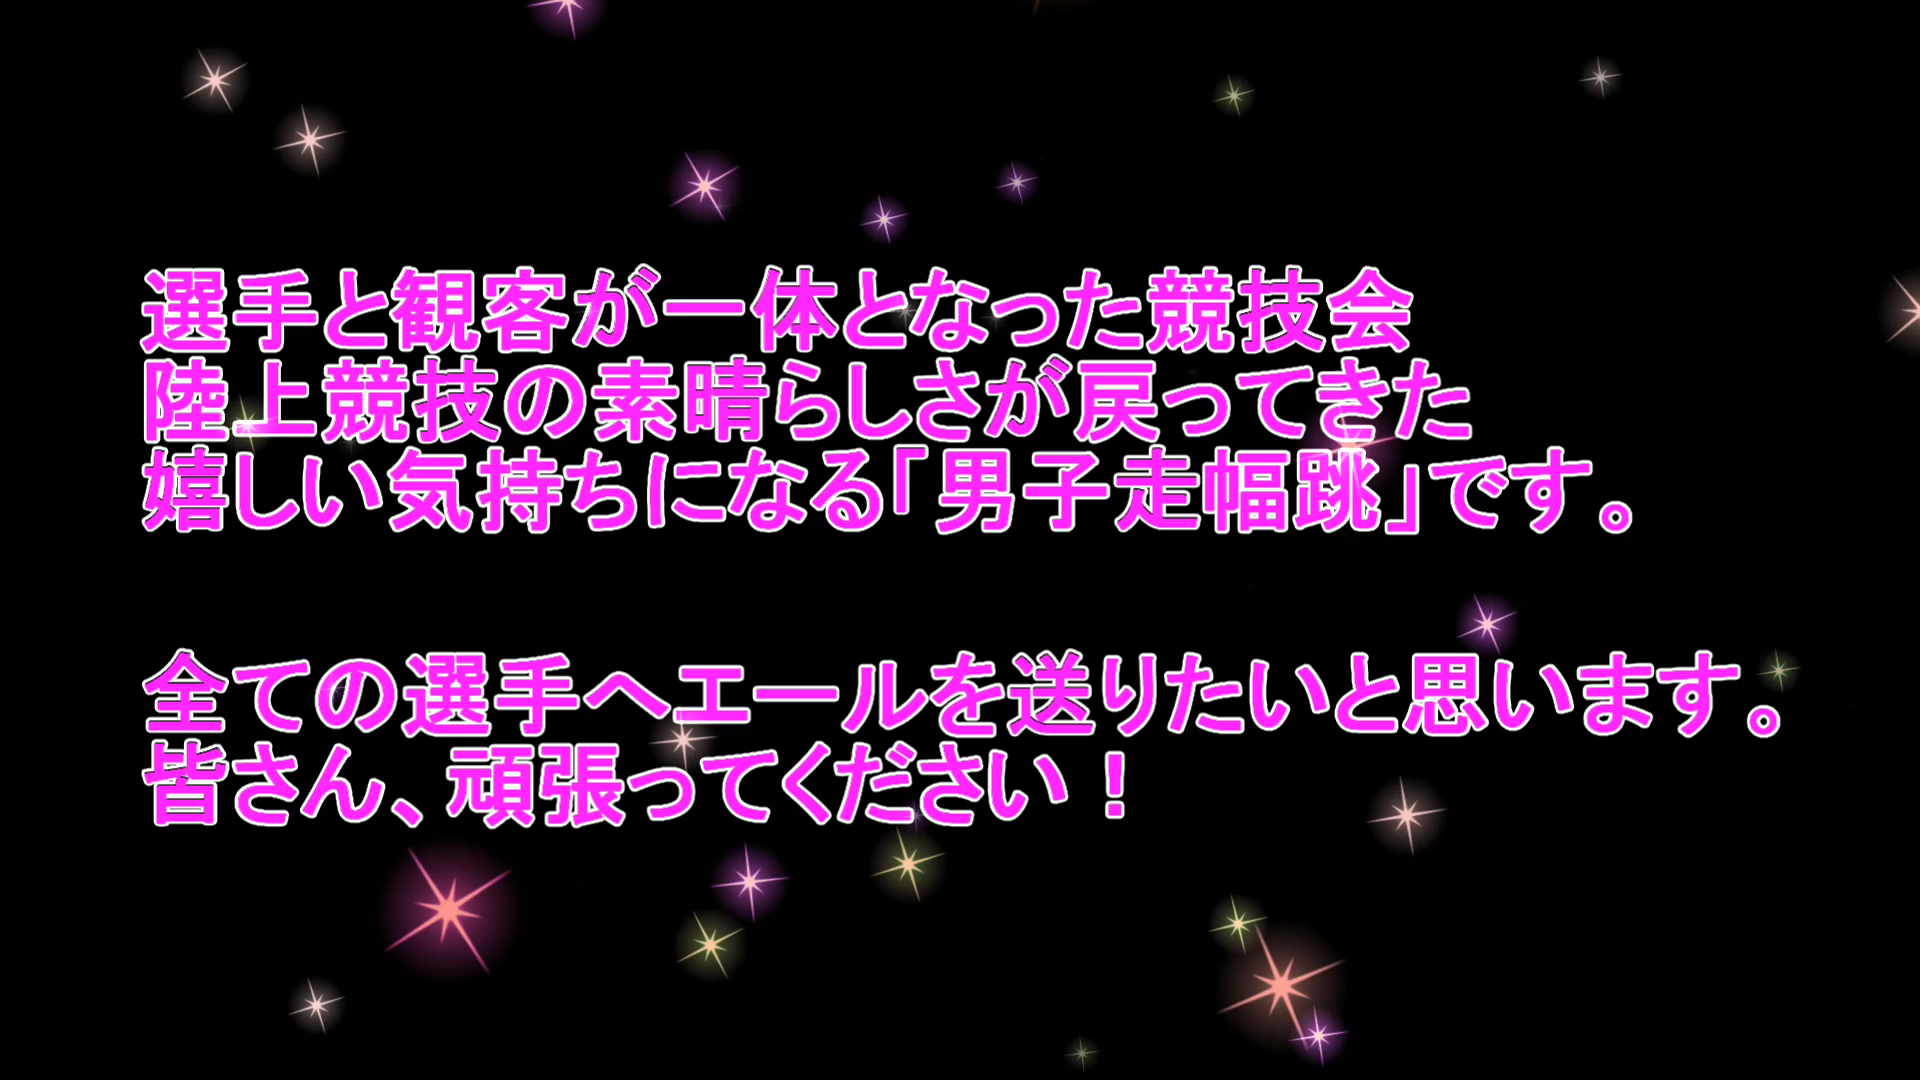 選手と観客が一体となった競技会
陸上競技の素晴らしさが戻ってきた
嬉しい気持ちになる「男子走幅跳」です。
全ての選手へエールを送りたいと思います。
皆さん、頑張ってください！